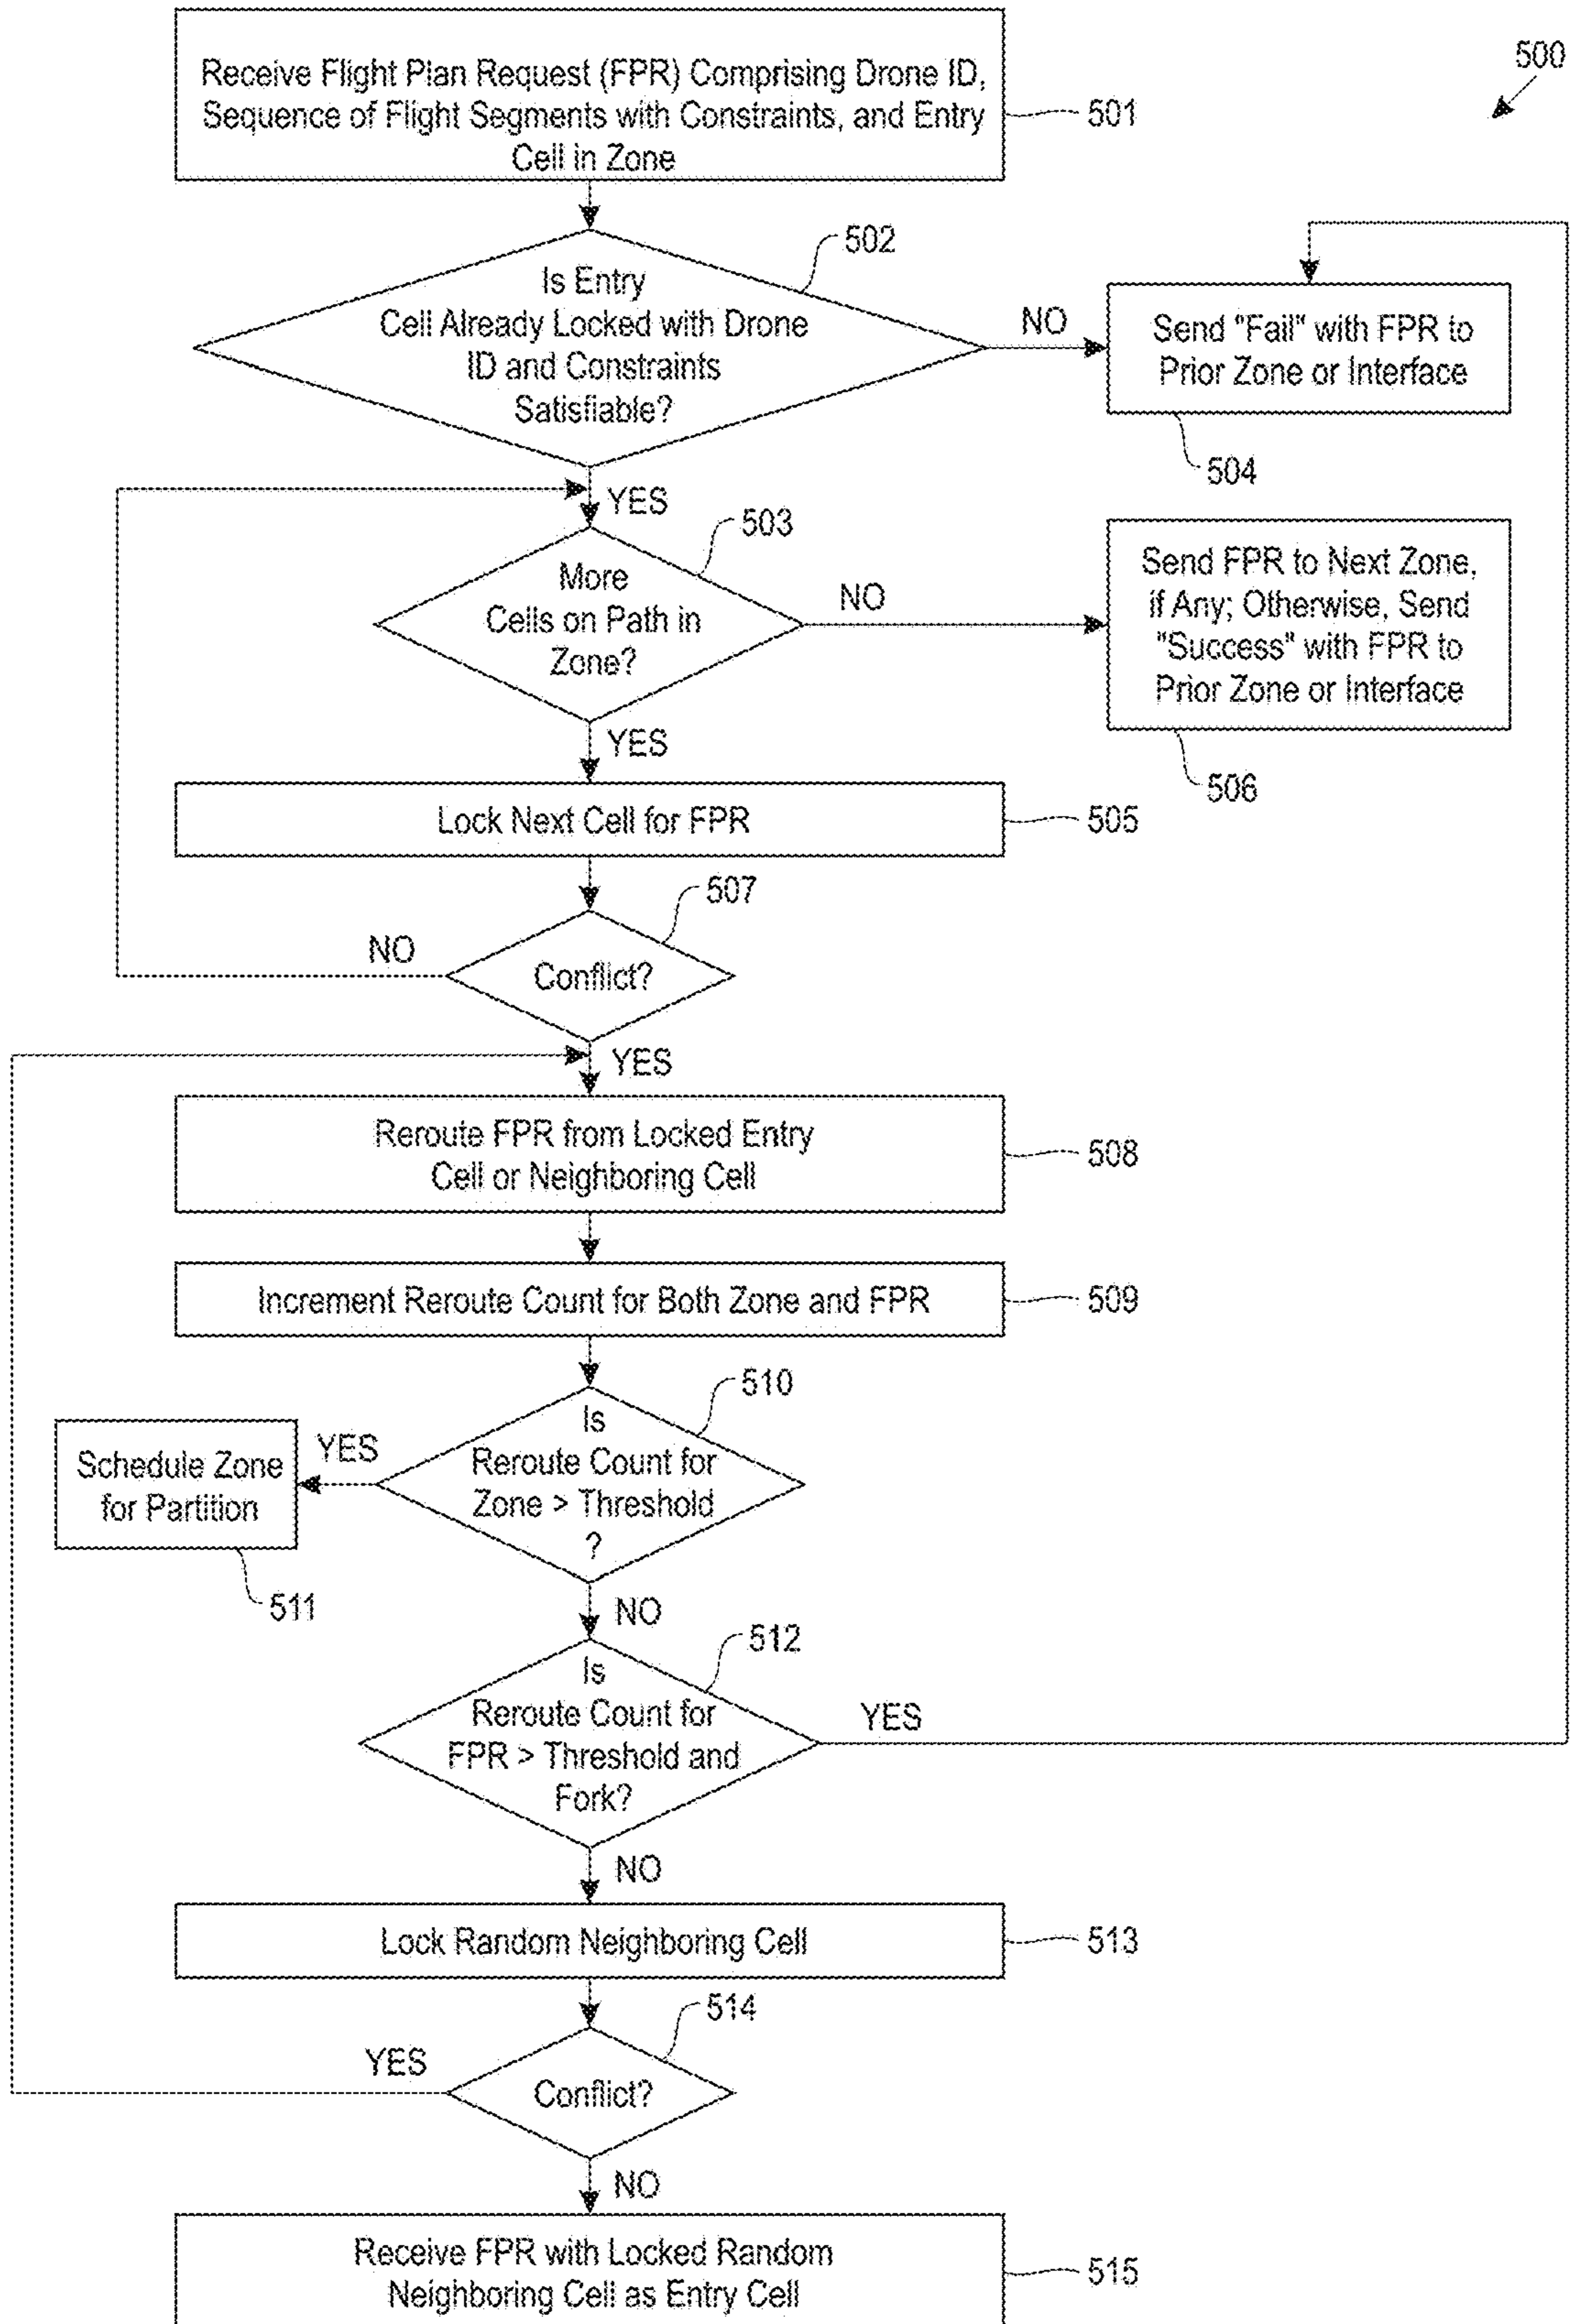 500
Receive Flight Plan Request (FPR) Comprising Drone ID,
Sequence of Flight Segments with Constraints, and Entry
Cell in Zone
501
502
Is Entry
Cell Already Locked with Drone
ID and Constraints
Satisfiable?
NO
Send "Fail" with FPR to
Prior Zone or Interface
504
YES
503
More
Cells on Path in
Zone?
NO
Send FPR to Next Zone,
if Any; Otherwise, Send
"Success" with FPR to
Prior Zone or Interface
506
YES
Lock Next Cell for FPR
505
507
NO
Conflict?
YES
Reroute FPR from Locked Entry
Cell or Neighboring Cell
508
Increment Reroute Count for Both Zone and FPR
509
510
Is
Reroute Count for
Zone > Threshold
?
YES
Schedule Zone
for Partition
511
NO
512
Is
Reroute Count for
FPR > Threshold and
Fork?
YES
NO
Lock Random Neighboring Cell
513
514
YES
Conflict?
NO
Receive FPR with Locked Random
Neighboring Cell as Entry Cell
515